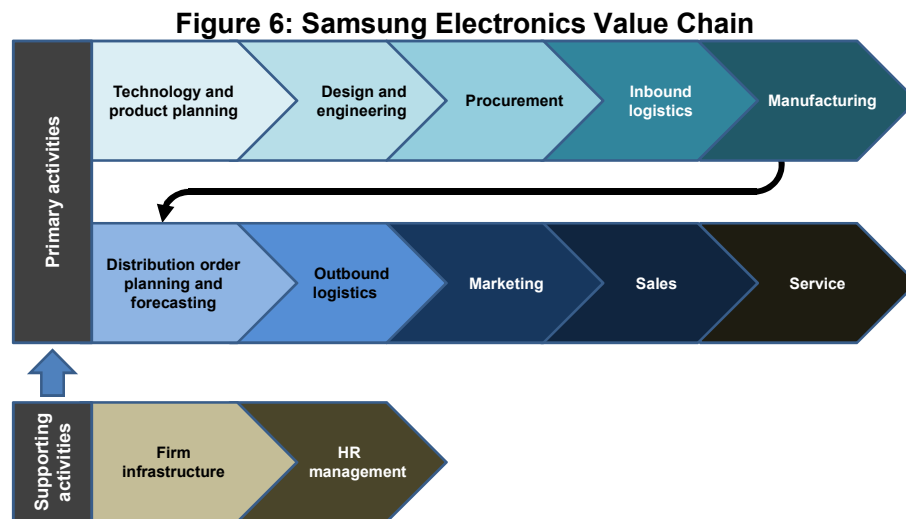 Figure 6: Samsung Electronics Value Chain
Primary activities
Technology and
product planning
Design and
engineering
Procurement
Inbound
logistics
Manufacturing
Distribution order
planning and
forecasting
Outbound
logistics
Marketing
Sales
Service
Supporting
activities
Firm
infrastructure
HR
management